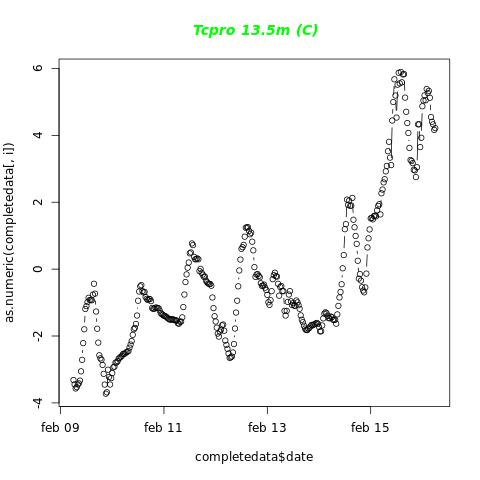 Tcpro 13.5m (C)
as.numeric(completedata[, i])
6
4
2
0
-2
-4
feb 09
feb 11
feb 13
feb 15
completedata$date